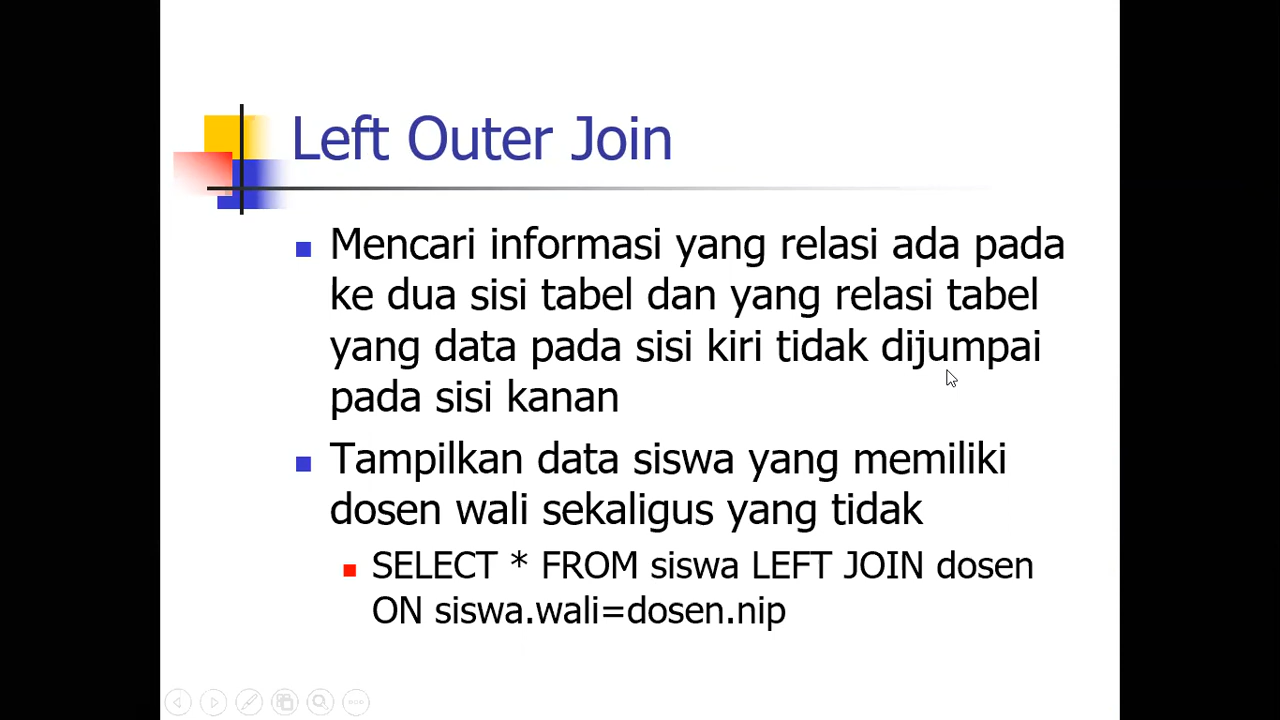 Left Outer Join
Mencari informasi yang relasi ada pada
ke dua sisi tabel dan yang relasi tabel
yang data pada sisi kiri tidak dijumpai
pada sisi kanan
Tampilkan data siswa yang memiliki
dosen wali sekaligus yang tidak
SELECT * FROM siswa LEFT JOIN dosen
ON siswa.wali=dosen.nip